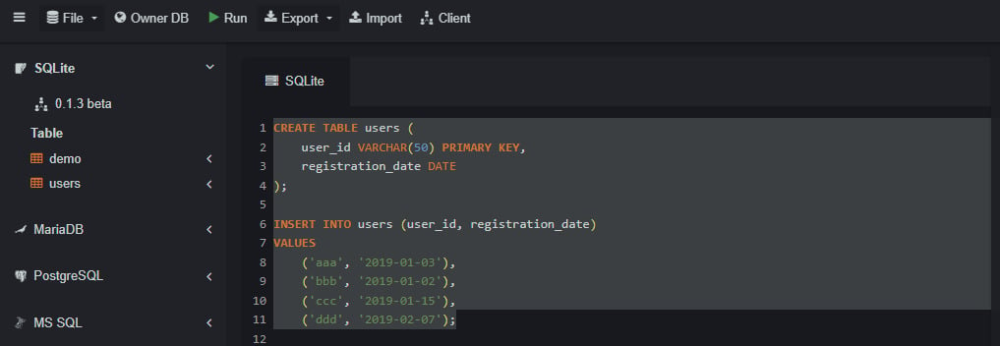 File Owner DB Run Export Import Client
SQLite
0.1.3 beta
Table
demo
users
MariaDB
PostgreSQL
MS SQL
SQLite
1 CREATE TABLE users (
2 user_id VARCHAR(50) PRIMARY KEY,
3 registration_date DATE
4 );
5
6 INSERT INTO users (user_id, registration_date)
7 VALUES
8 ('aaa', '2019-01-03'),
9 ('bbb', '2019-01-02'),
10 ('ccc', '2019-01-15'),
11 ('ddd', '2019-02-07');
12